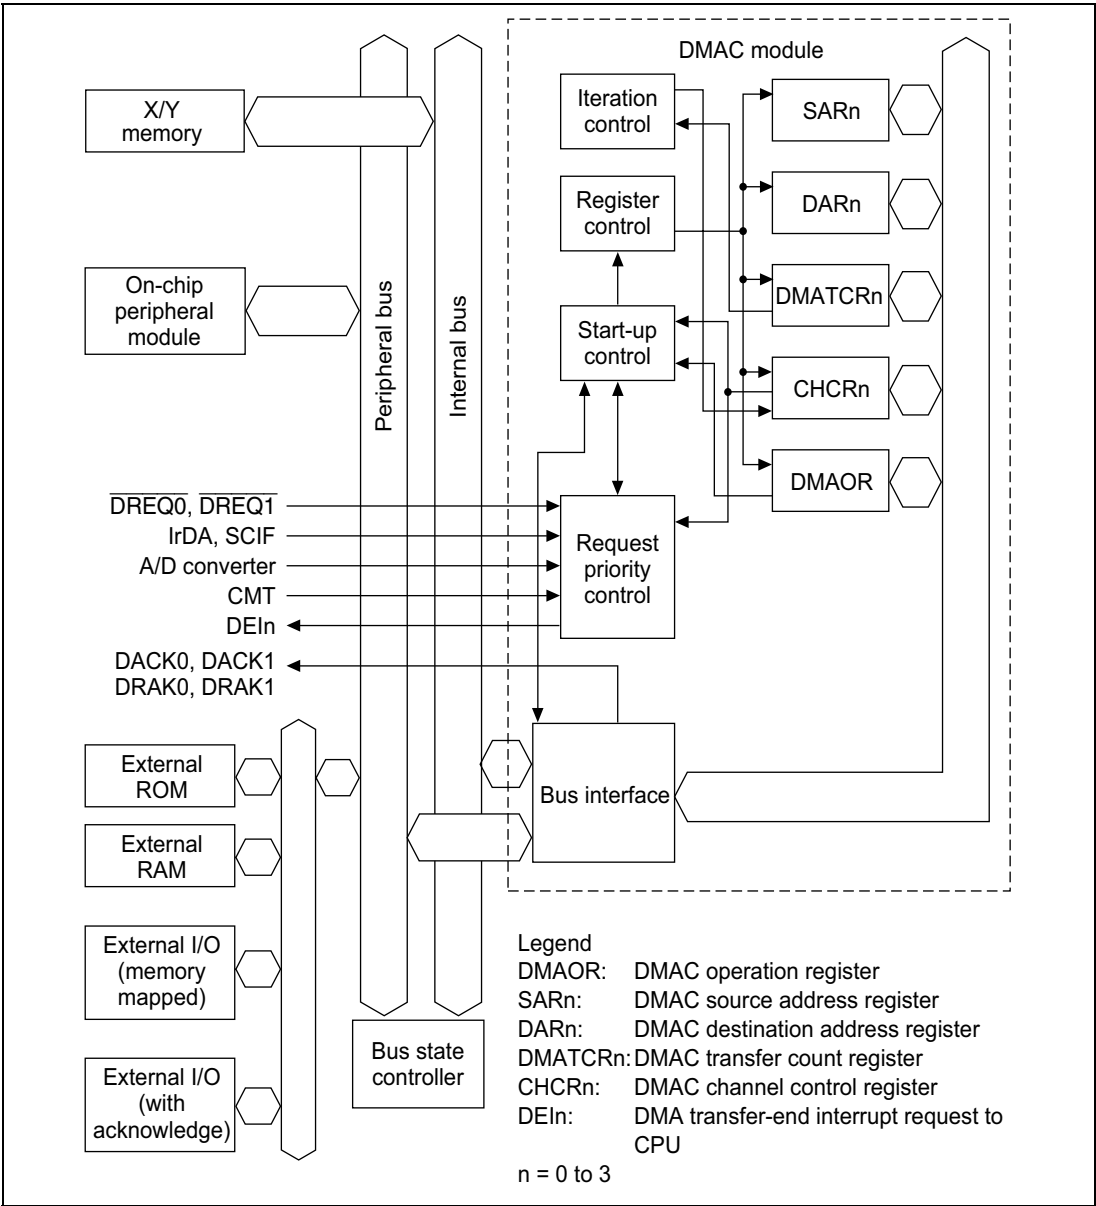 DMAC module
X/Y
memory
Iteration
control
SARn
Register
control
DARn
On-chip
peripheral
module
Peripheral bus
Internal bus
Start-up
control
DMATCRn
CHCRn
DMAOR
DREQ0, DREQ1
IrDA, SCIF
A/D converter
CMT
DEIn
Request
priority
control
DACK0, DACK1
DRAK0, DRAK1
External
ROM
Bus interface
External
RAM
External I/O
(memory
mapped)
External I/O
(with
acknowledge)
Bus state
controller
Legend
DMAOR: DMAC operation register
SARn: DMAC source address register
DARn: DMAC destination address register
DMATCRn: DMAC transfer count register
CHCRn: DMAC channel control register
DEIn: DMA transfer-end interrupt request to
CPU
n = 0 to 3